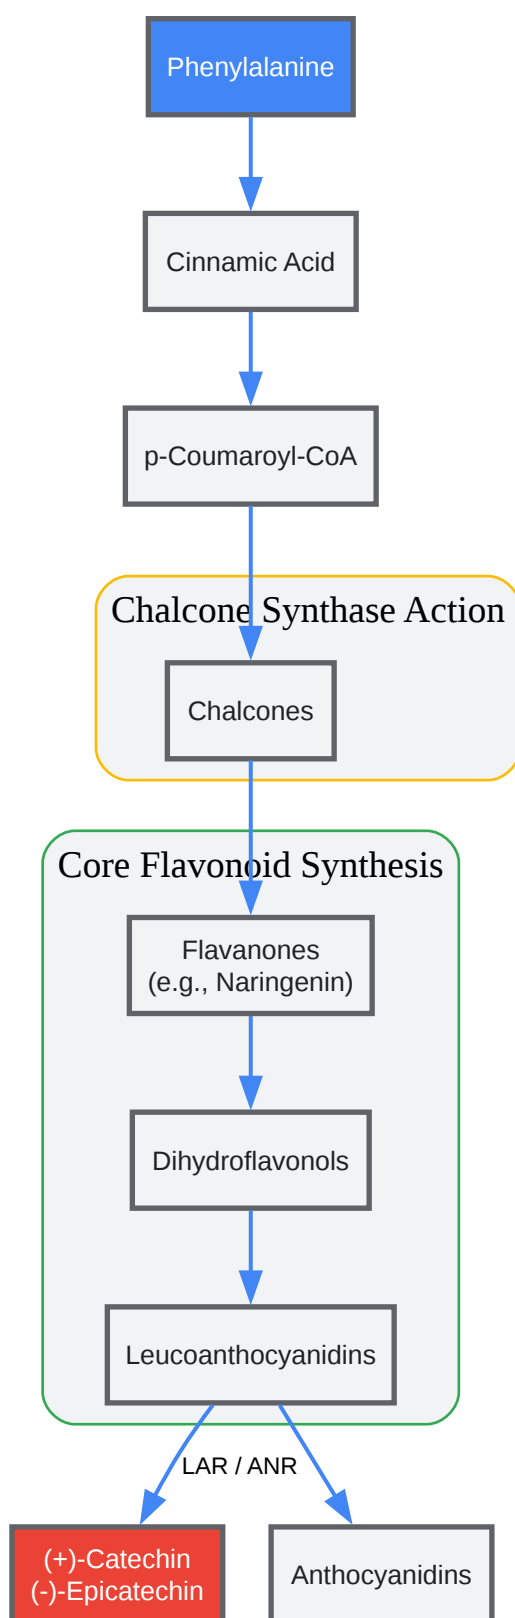 Phenylalanine
Cinnamic Acid
p-Coumaroyl-CoA
Chalcone Synthase Action
Chalcones
Core Flavonoid Synthesis
Flavanones
(e.g., Naringenin)
Dihydroflavonols
Leucoanthocyanidins
LAR / ANR
(+)-Catechin
(-)-Epicatechin
Anthocyanidins